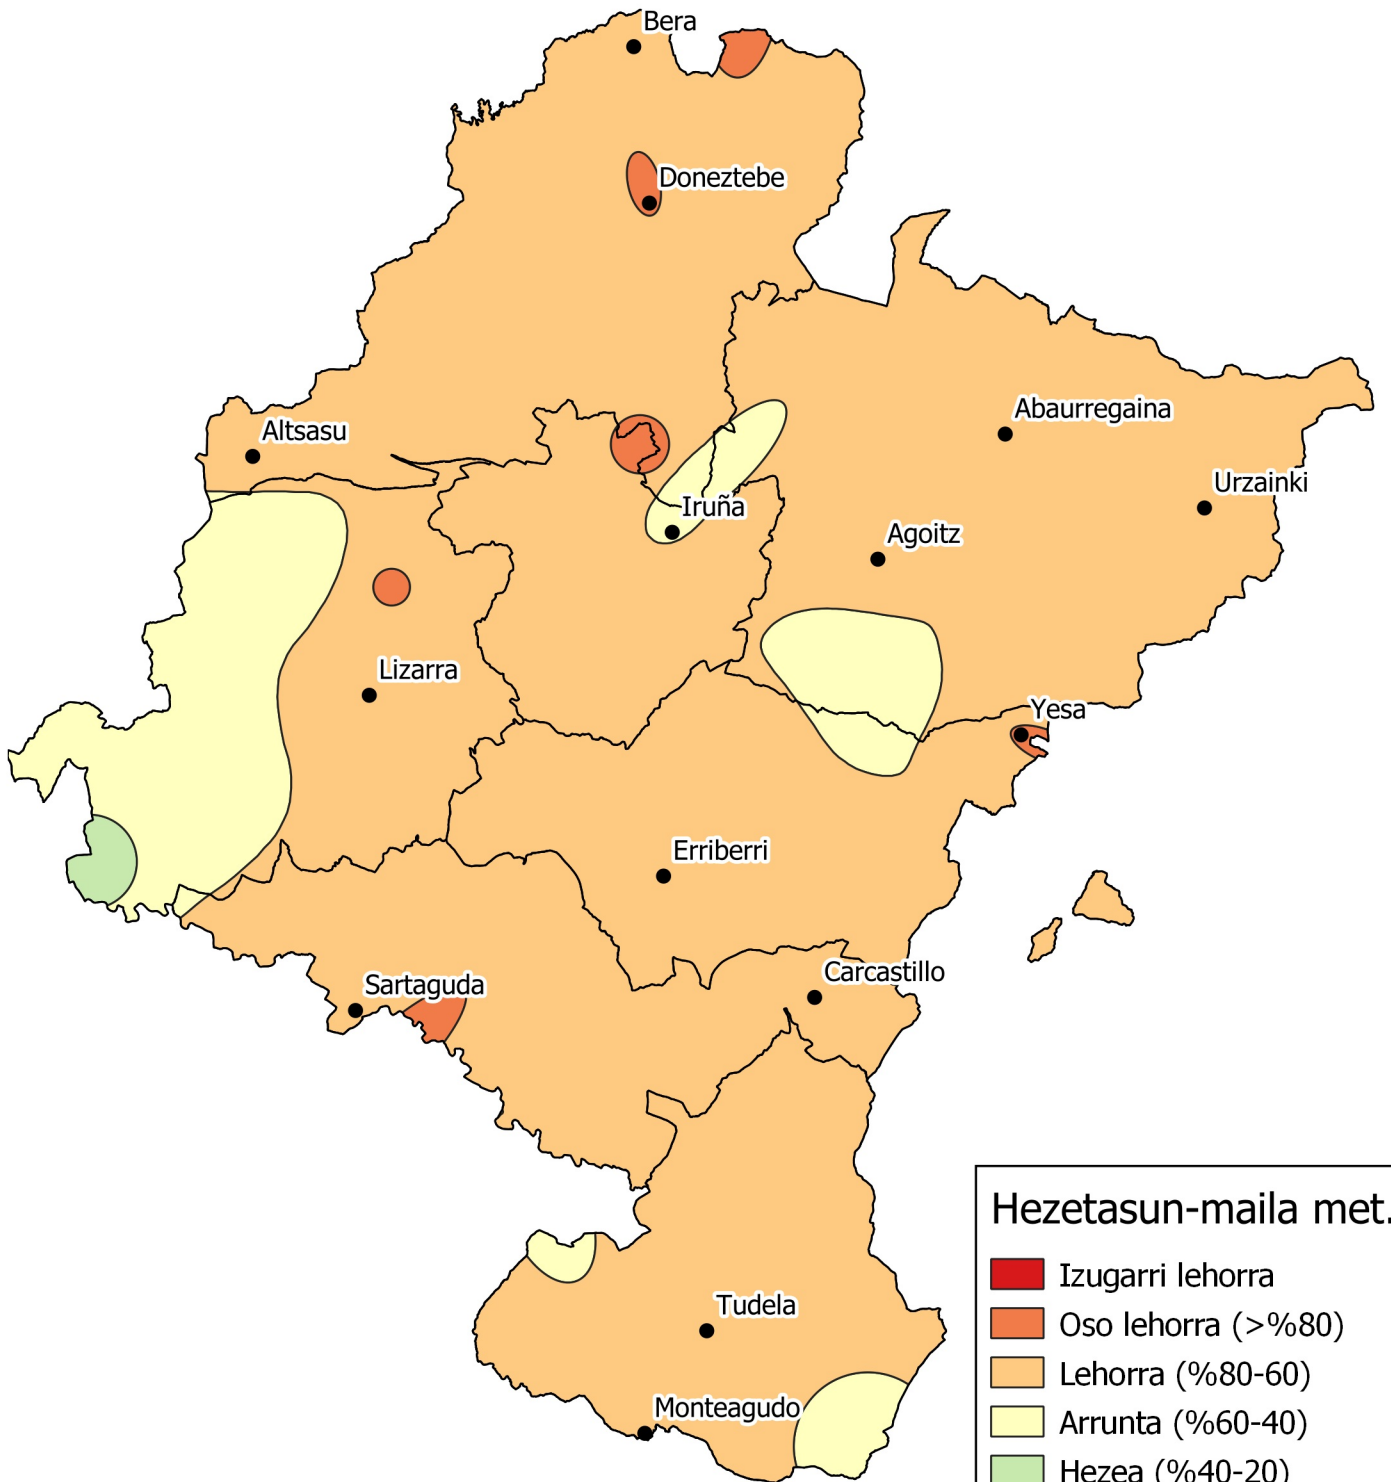 Bera
Doneztebe
Abaurregaina
Altsasu
Urzainki
Iruña
Agoitz
Lizarra
Yesa
Erriberri
Carcastillo
Sartaguda
Tudela
Monteagudo
Hezetasun-maila met.
Izugarri lehorra
Oso lehorra (>%80)
Lehorra (%80-60)
Arrunta (%60-40)
Hezea (%40-20)